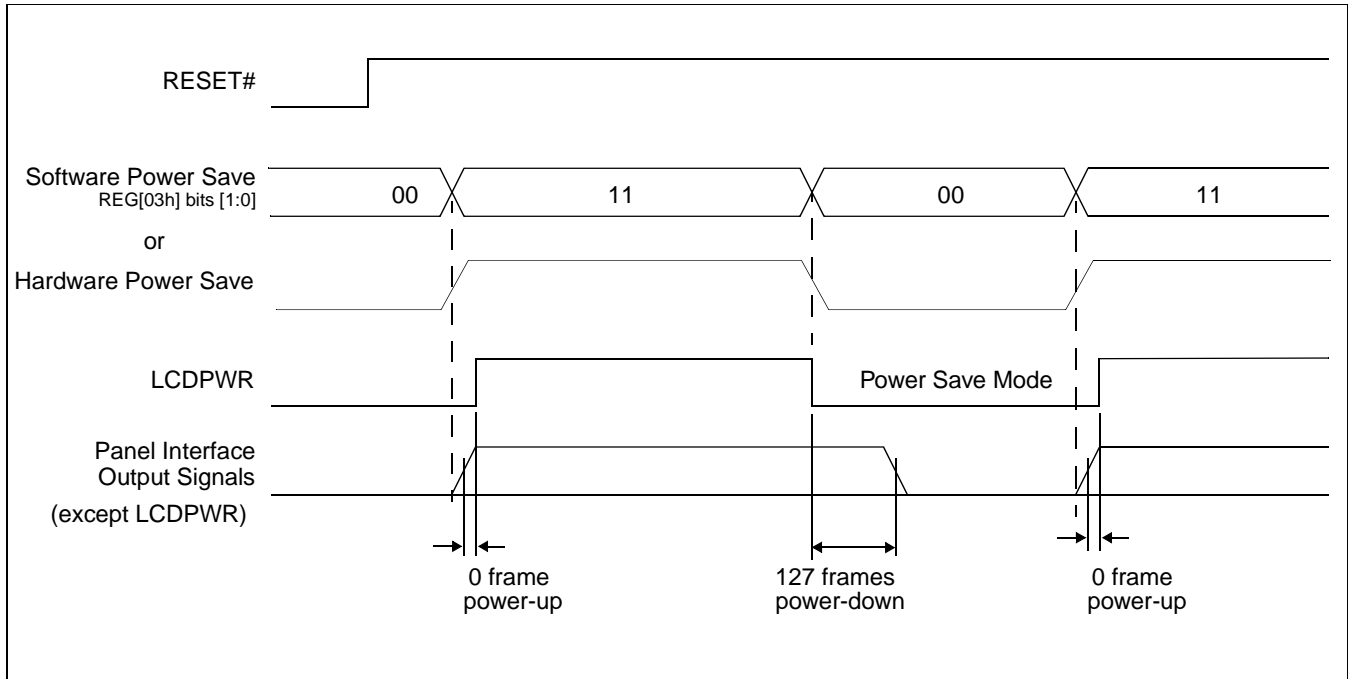 RESET#
Software Power Save
REG[03h] bits [1:0]
00
11
00
11
or
Hardware Power Save
LCDPWR
Power Save Mode
Panel Interface
Output Signals
(except LCDPWR)
0 frame
power-up
127 frames
power-down
0 frame
power-up